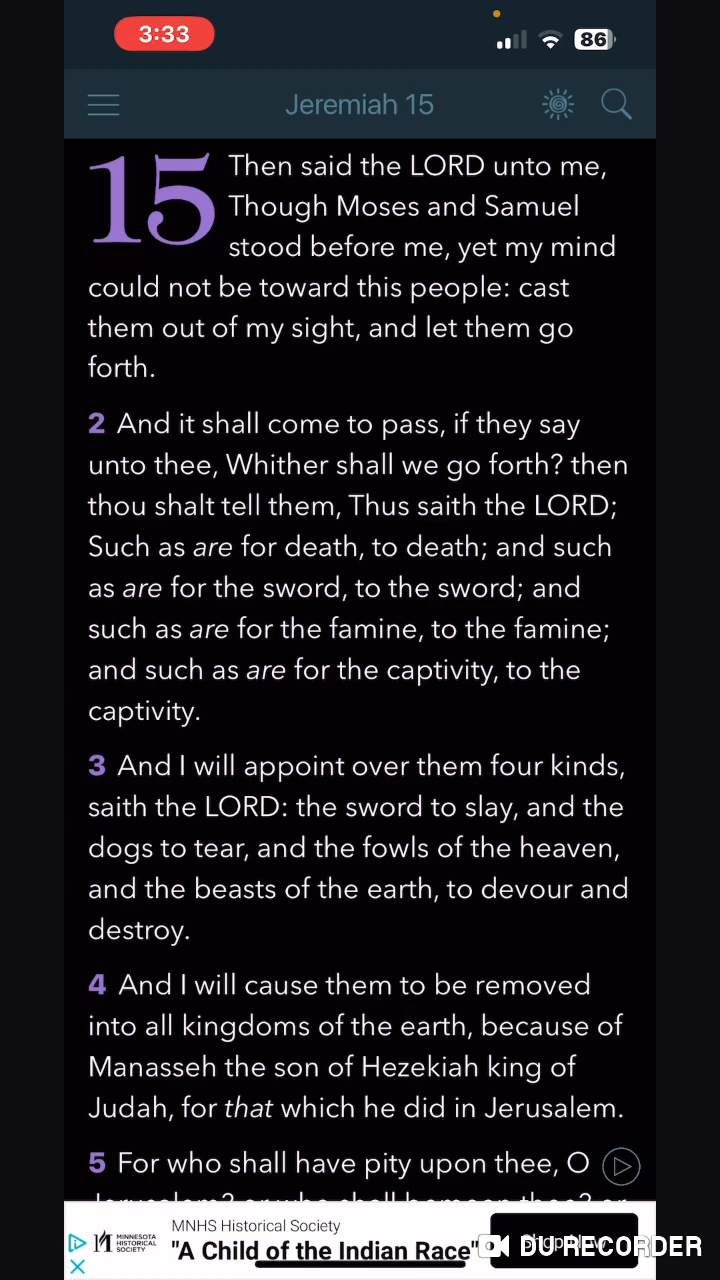 3:33
86
Jeremiah 15
15 Then said the LORD unto me,
Though Moses and Samuel
stood before me, yet my mind
could not be toward this people: cast
them out of my sight, and let them go
forth.
2 And it shall come to pass, if they say
unto thee, Whither shall we go forth? then
thou shalt tell them, Thus saith the LORD;
Such as are for death, to death; and such
as are for the sword, to the sword; and
such as are for the famine, to the famine;
and such as are for the captivity, to the
captivity.
3 And I will appoint over them four kinds,
saith the LORD: the sword to slay, and the
dogs to tear, and the fowls of the heaven,
and the beasts of the earth, to devour and
destroy.
4 And I will cause them to be removed
into all kingdoms of the earth, because of
Manasseh the son of Hezekiah king of
Judah, for that which he did in Jerusalem.
5 For who shall have pity upon thee, O
MNHS Historical Society
MINNESOTA
HISTORICAL
SOCIETY
"A Child of the Indian Race"
DU RECORDER